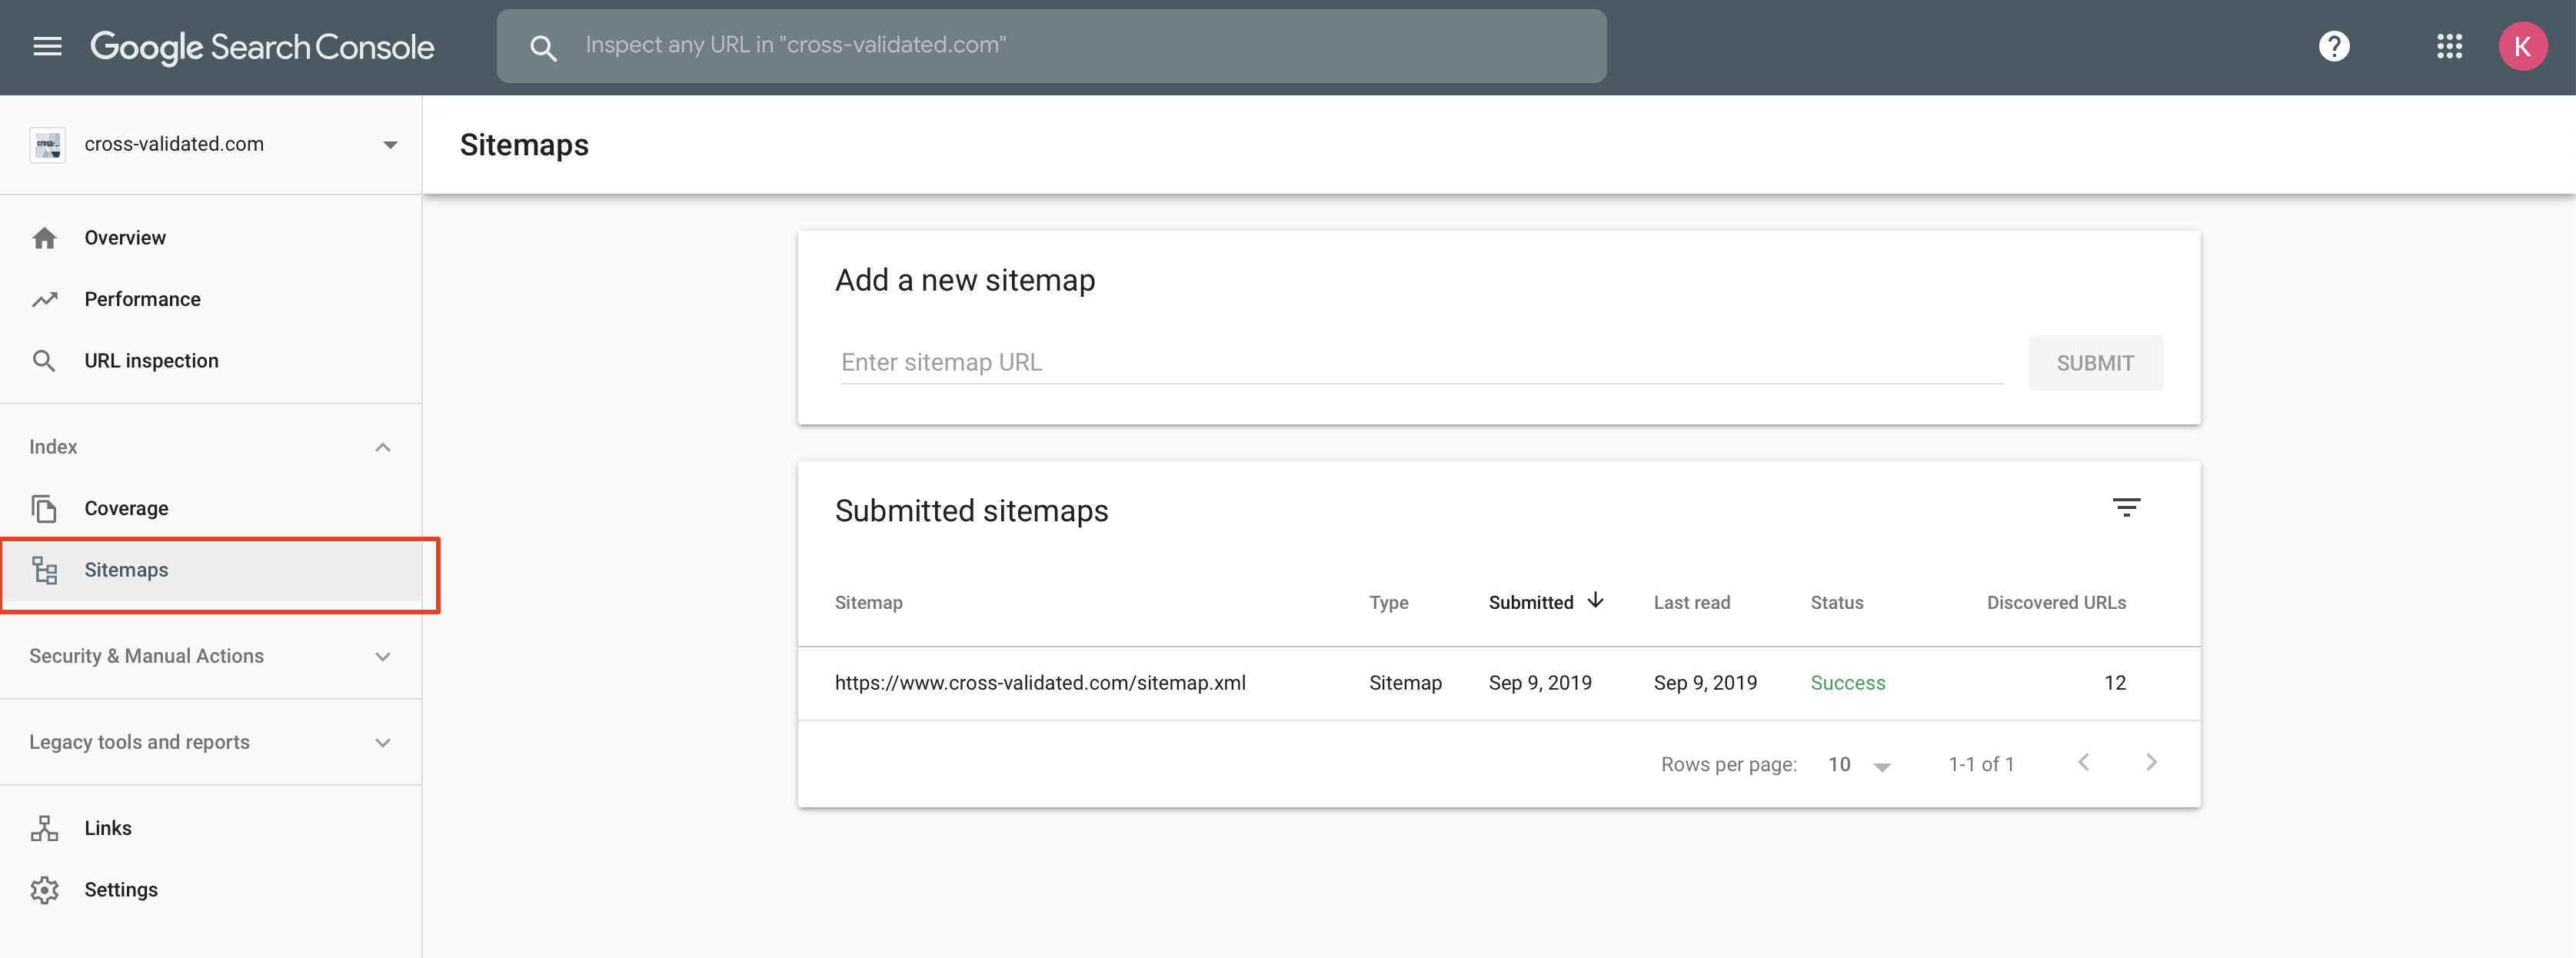 Google Search Console
Inspect any URL in "cross-validated.com"
K
cross-validated.com
Sitemaps
Overview
Performance
URL inspection
Index
Coverage
Sitemaps
Security & Manual Actions
Legacy tools and reports
Links
Settings
Add a new sitemap
Enter sitemap URL
SUBMIT
Submitted sitemaps
Sitemap Type Submitted Last read Status Discovered URLs
https://www.cross-validated.com/sitemap.xml Sitemap Sep 9, 2019 Sep 9, 2019 Success 12
Rows per page: 10 1-1 of 1